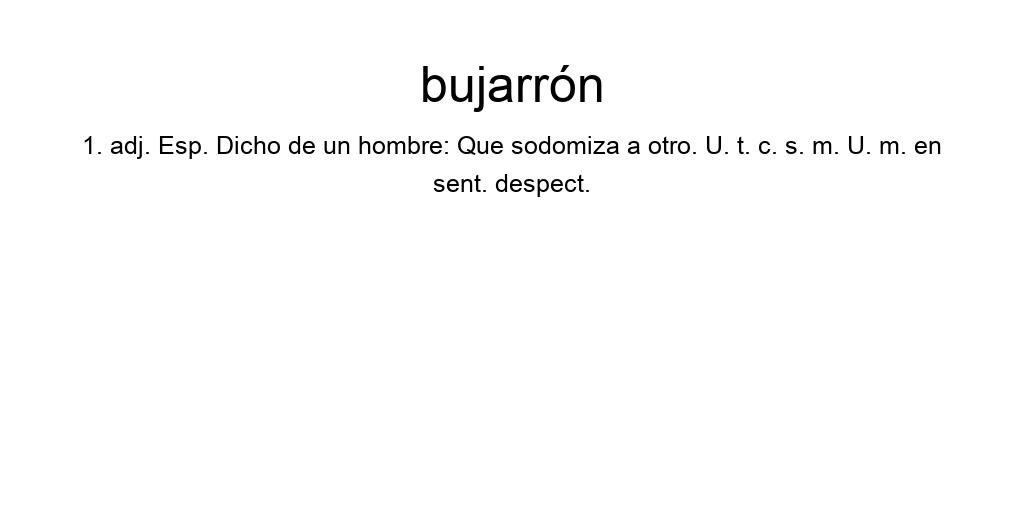 bujarrón
1. adj. Esp. Dicho de un hombre: Que sodomiza a otro. U. t. c. s. m. U. m. en
sent. despect.